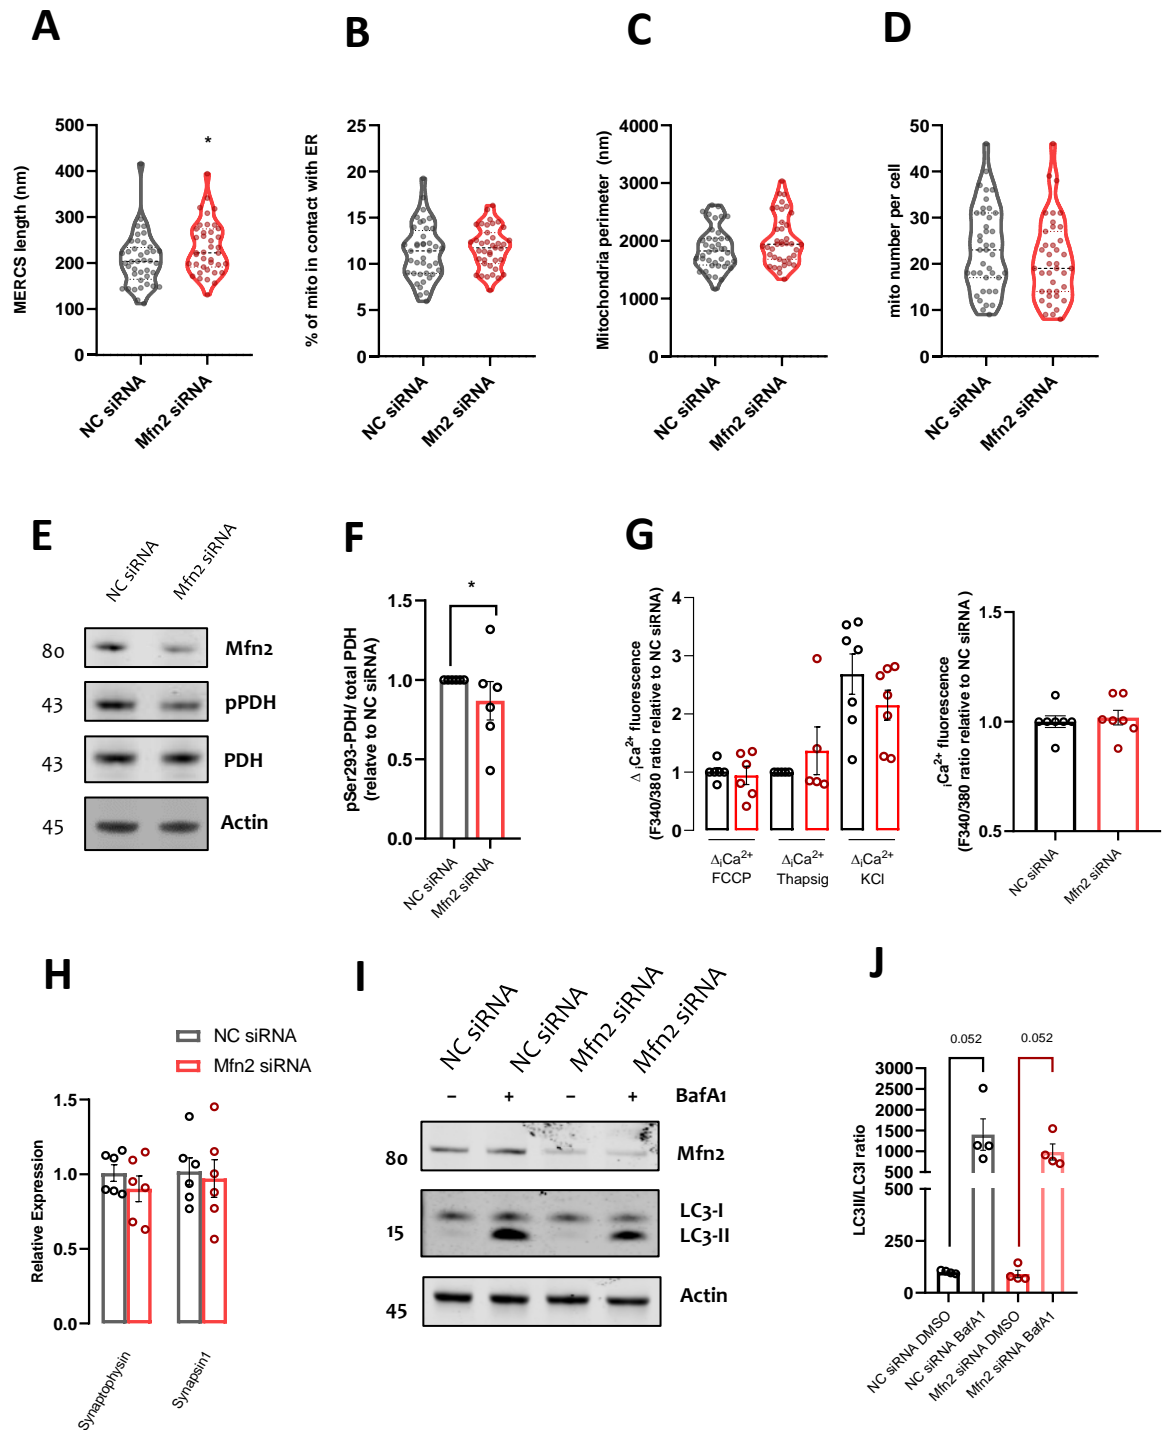 A
B
C
D
MERCS length (nm)
500
400
300
200
100
0
*
NC siRNA
Mfn2 siRNA
% of mito in contact with ER
25
20
15
10
5
0
NC siRNA
Mn2 siRNA
Mitochondria perimeter (nm)
4000
3000
2000
1000
0
NC siRNA
Mfn2 siRNA
mito number per cell
50
40
30
20
10
0
NC siRNA
Mfn2 siRNA
E
NC siRNA
Mfn2 siRNA
80
Mfn2
43
pPDH
43
PDH
45
Actin
F
pSer293-PDH/ total PDH
(relatve to NC siRNA)
1.5
1.0
0.5
0.0
*
NC siRNA
Mfn2 siRNA
G
Δ iCa2+ fluorescence
(F340/380 ratio relative to NC siRNA)
4
3
2
1
0
ΔiCa2+
FCCP
ΔiCa2+
Thapsig
ΔiCa2+
KCl
iCa2+ fluorescence
(F340/380 ratio relative to NC siRNA )
1.5
1.0
0.5
NC siRNA
Mfn2 siRNA
H
NC siRNA
Mfn2 siRNA
Relative Expression
1.5
1.0
0.5
0.0
Synaptophysin
Synapsin1
I
NC siRNA
NC siRNA
Mfn2 siRNA
Mfn2 siRNA
– + – + BafA1
80
Mfn2
LC3-I
15
LC3-II
45
Actin
J
LC3II/LC3I ratio
0.052
0.052
3000
2500
2000
1500
1000
500
500
250
0
NC siRNA DMSO
NC siRNA BafA1
Mfn2 siRNA DMSO
Mfn2 siRNA BafA1